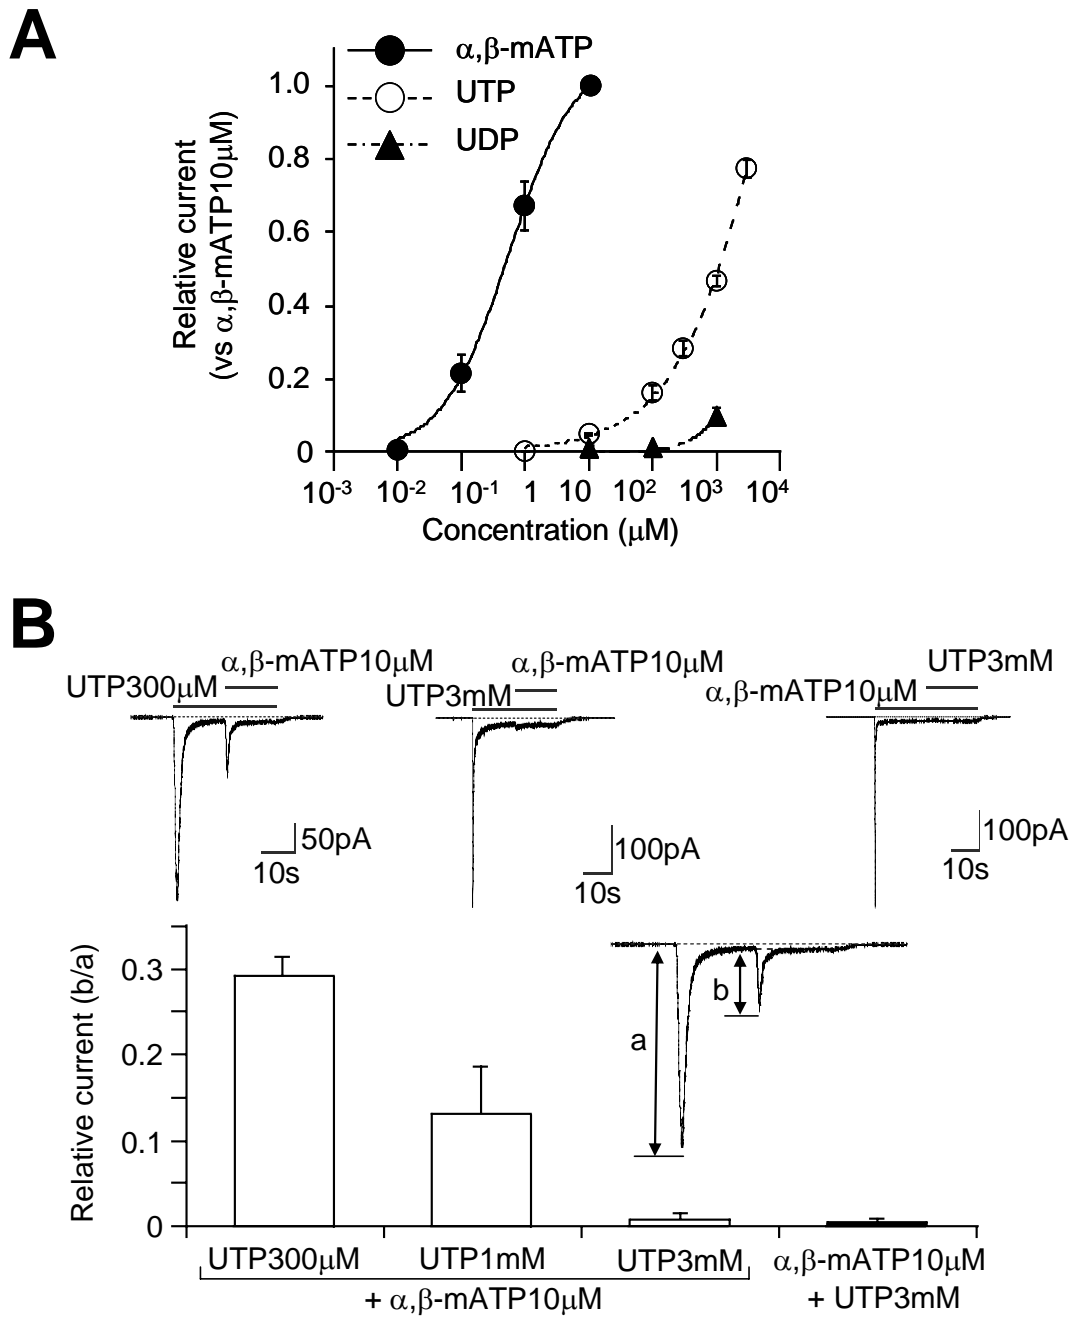 A
α,β-mATP
UTP
UDP
Relative current
(vs α,β-mATP10μM)
1.0
0.8
0.6
0.4
0.2
0
10-3 10-2 10-1 1 10 102 103 104
Concentration (μM)
B
α,β-mATP10μM
UTP300μM
50pA
10s
α,β-mATP10μM
UTP3mM
100pA
10s
UTP3mM
α,β-mATP10μM
100pA
10s
Relative current (b/a)
0.3
0.2
0.1
0
a
b
UTP300μM UTP1mM UTP3mM α,β-mATP10μM
+ α,β-mATP10μM + UTP3mM